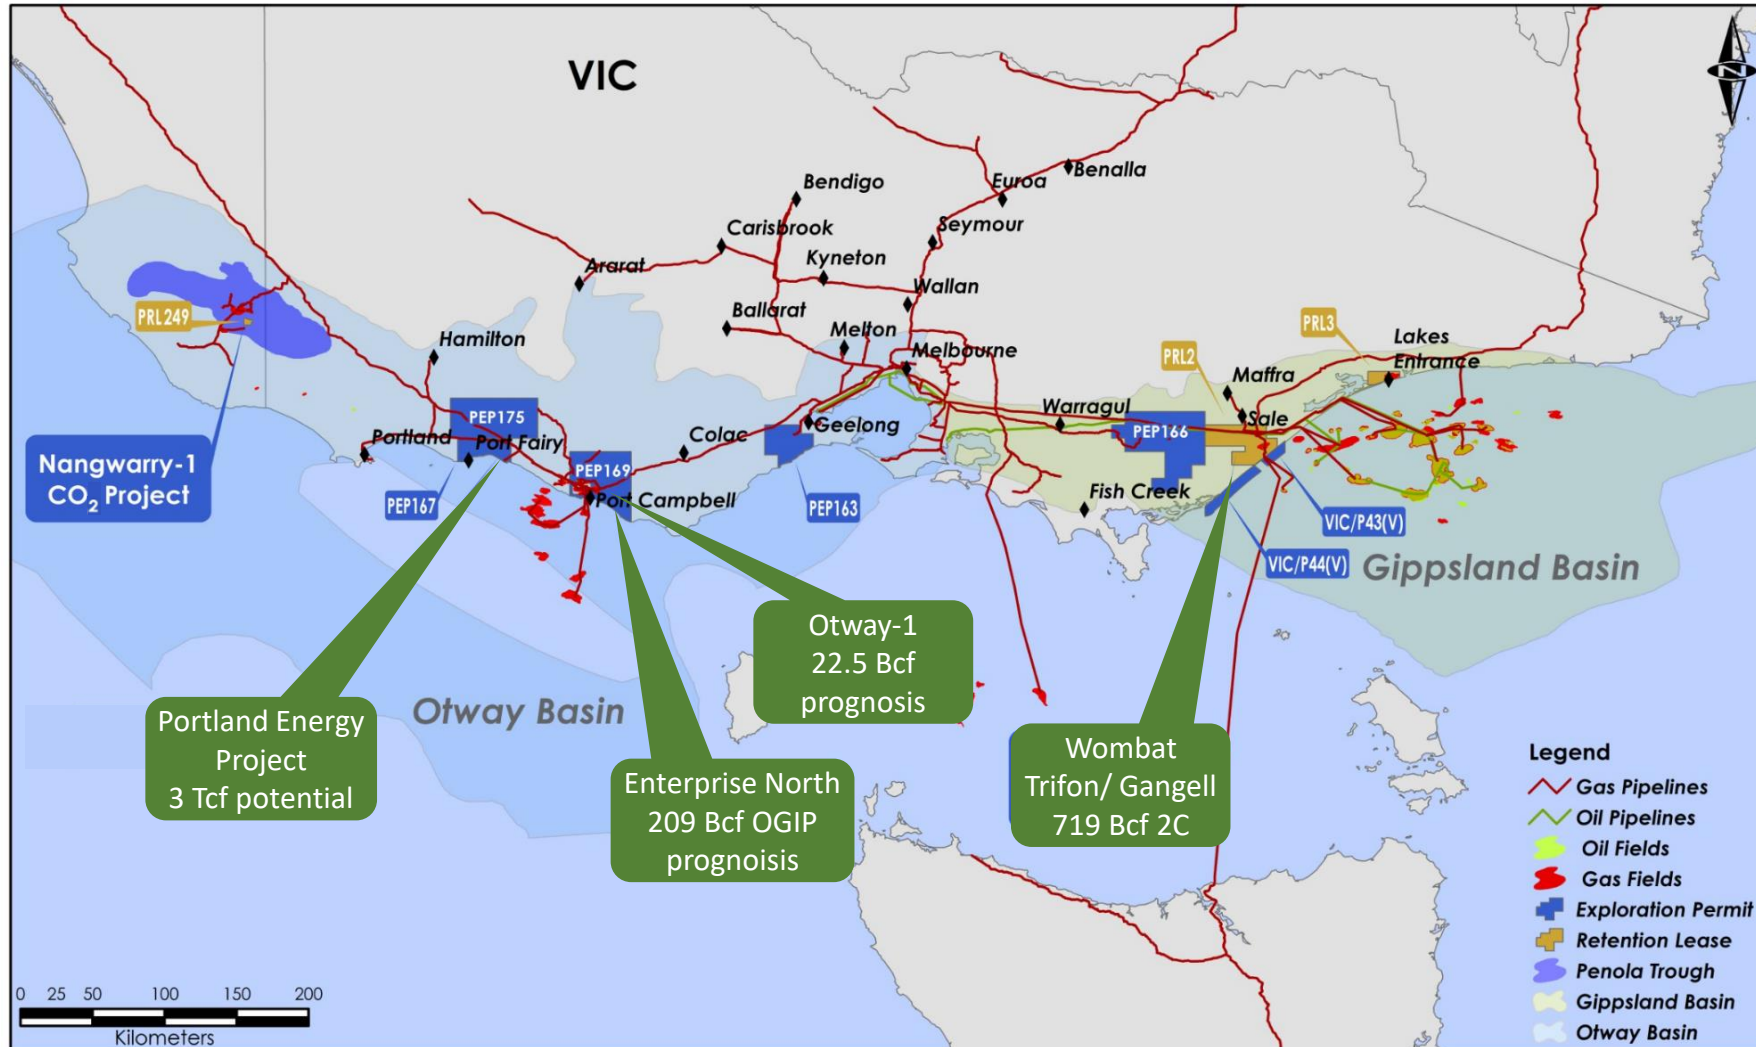 VIC
N
Benalla
Euroa
Bendigo
Seymour
Carisbrook
Kyneton
Ararat
Wallan
Ballarat
Melton
Melbourne
PRL249
Hamilton
PRL3
Lakes
Entrance
PRL2
Maffra
Sale
Warragul
PEP166
PEP175
Portland
Port Fairy
Geelong
Colac
PEP169
Port Campbell
PEP167
PEP163
Fish Creek
VIC/P43(V)
VIC/P44(V)
Gippsland Basin
Nangwarry-1
CO₂ Project
Otway-1
22.5 Bcf
prognosis
Otway Basin
Portland Energy
Project
3 Tcf potential
Enterprise North
209 Bcf OGIP
prognoisis
Wombat
Trifon/ Gangell
719 Bcf 2C
Legend
Gas Pipelines
Oil Pipelines
Oil Fields
Gas Fields
Exploration Permit
Retention Lease
Penola Trough
Gippsland Basin
Otway Basin
0 25 50 100 150 200
Kilometers